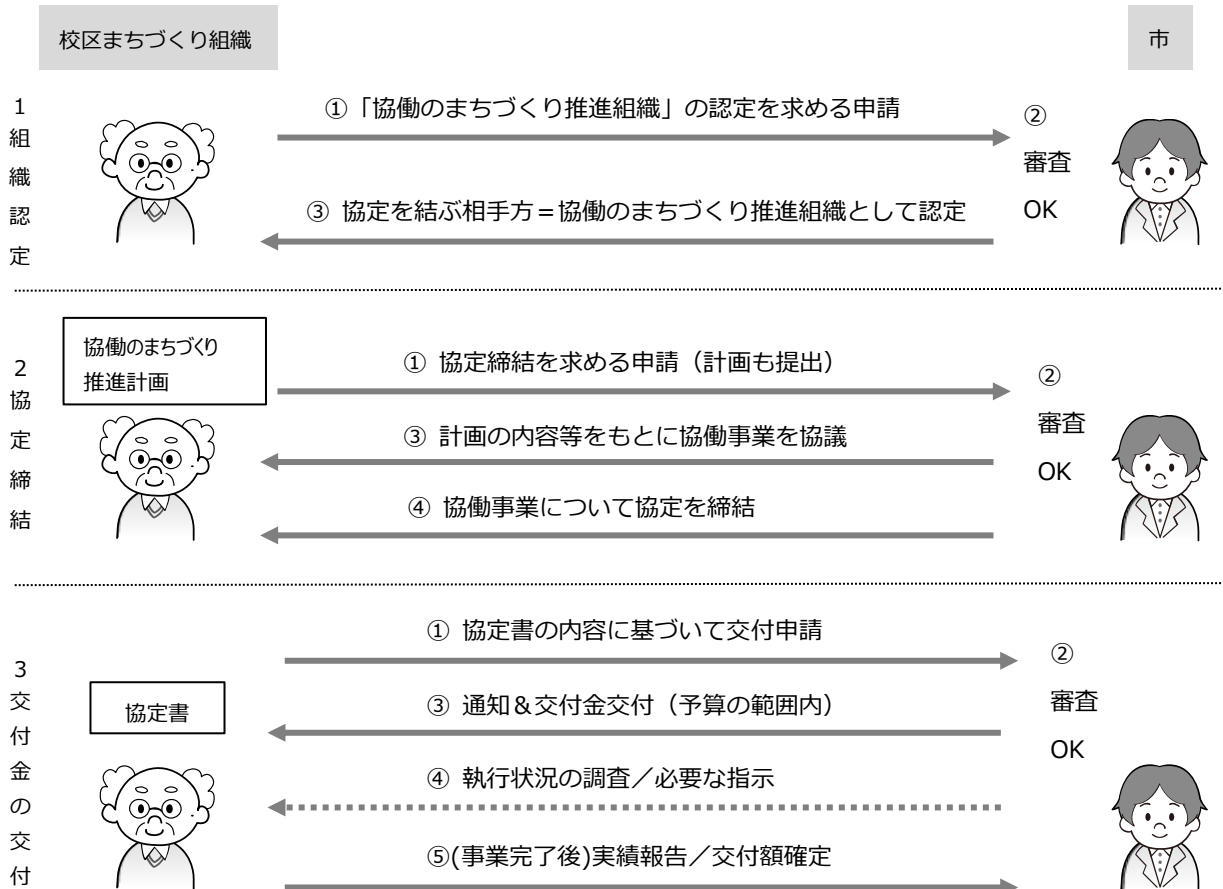 校区まちづくり組織
市
1 組織認定
①「協働のまちづくり推進組織」の認定を求める申請
②
審査
OK
③ 協定を結ぶ相手方＝協働のまちづくり推進組織として認定
2 協定締結
協働のまちづくり
推進計画
① 協定締結を求める申請（計画も提出）
②
審査
OK
③ 計画の内容等をもとに協働事業を協議
④ 協働事業について協定を締結
3 交付金の交付
協定書
① 協定書の内容に基づいて交付申請
②
審査
OK
③ 通知＆交付金交付（予算の範囲内）
④ 執行状況の調査／必要な指示
⑤(事業完了後)実績報告／交付額確定